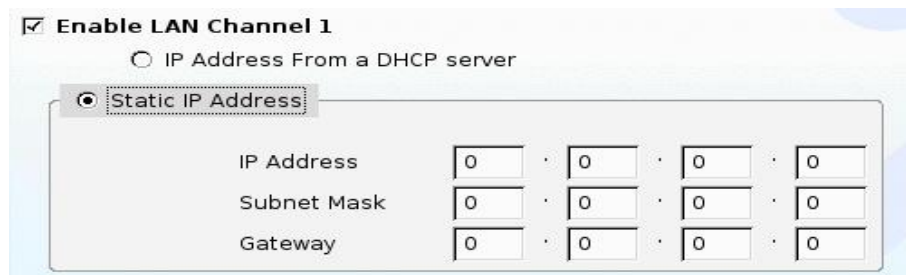 Enable LAN Channel 1
IP Address From a DHCP server
Static IP Address
IP Address 0 . 0 . 0 . 0
Subnet Mask 0 . 0 . 0 . 0
Gateway 0 . 0 . 0 . 0